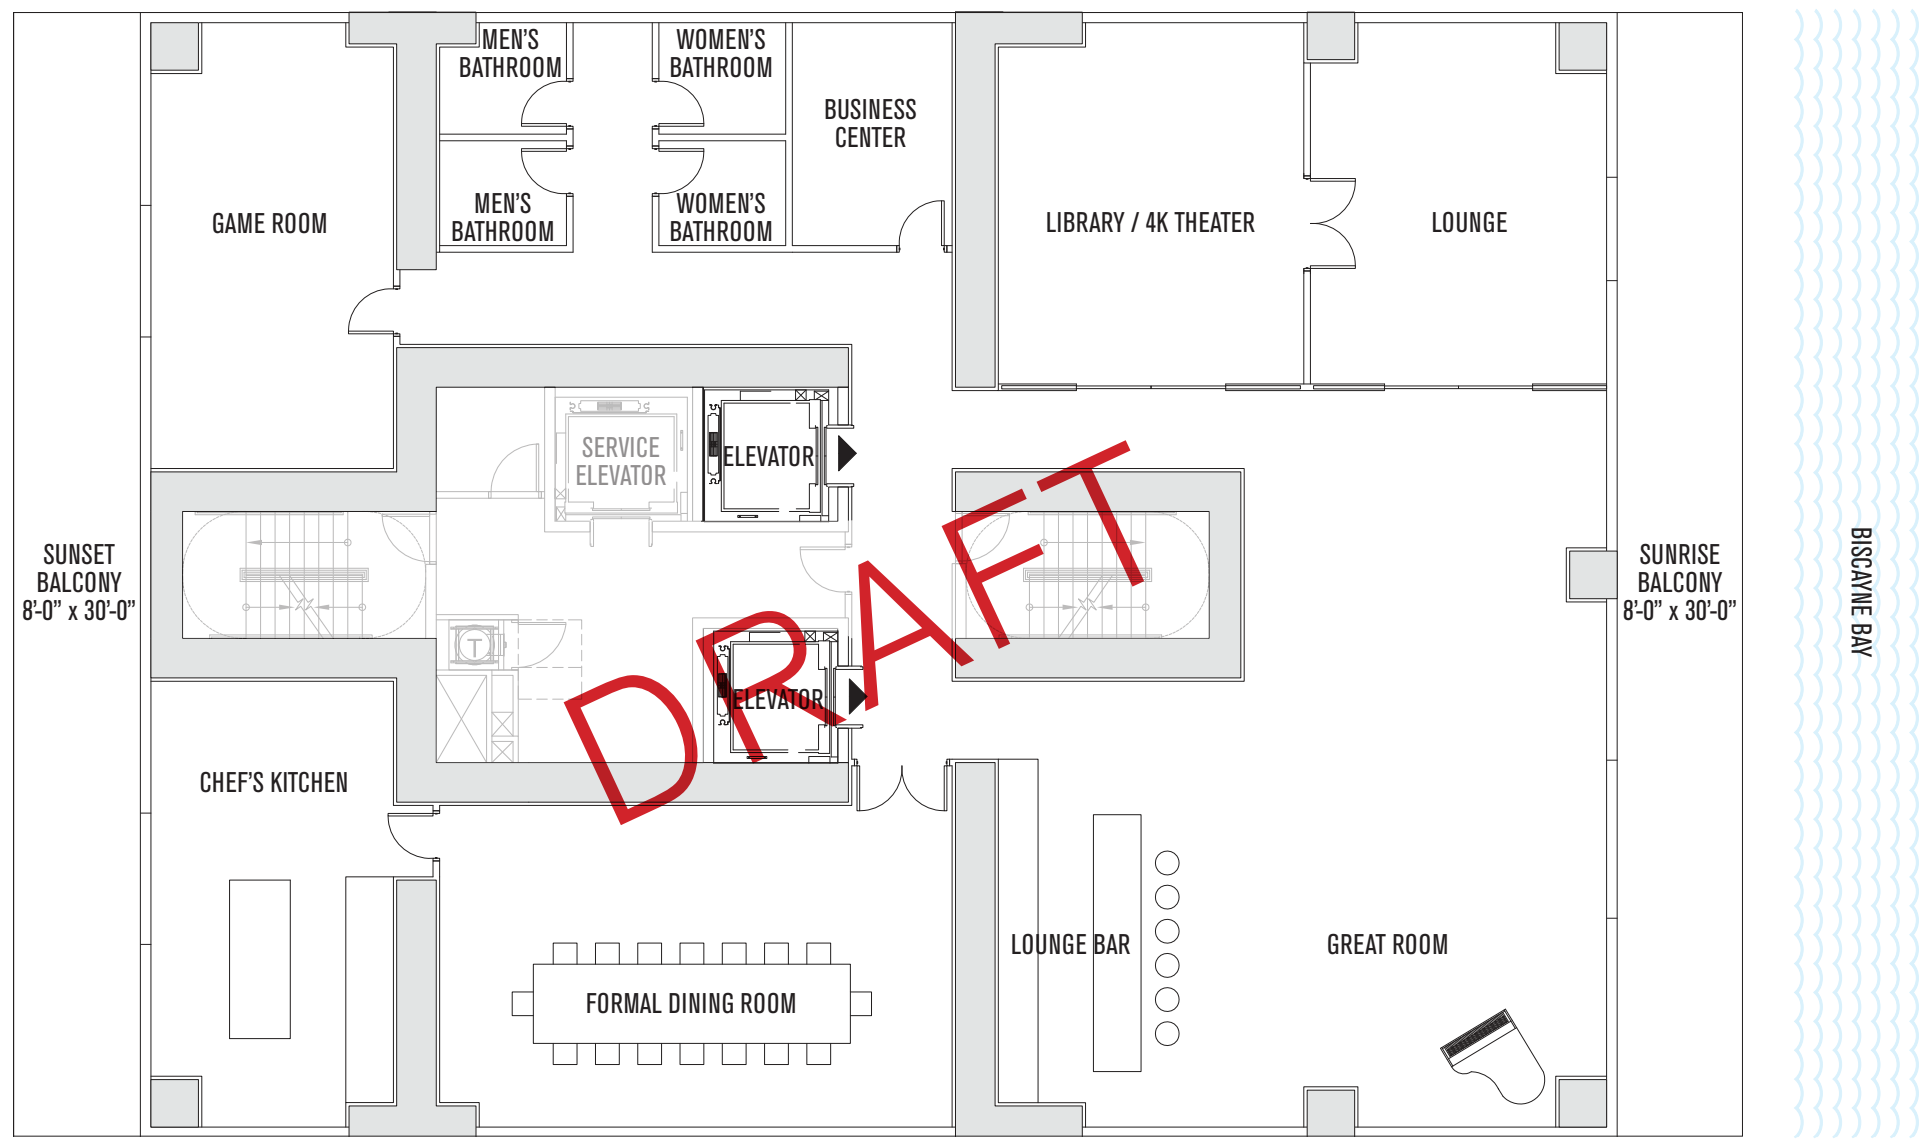 MEN'S
BATHROOM
WOMEN'S
BATHROOM
BUSINESS
CENTER
MEN'S
BATHROOM
WOMEN'S
BATHROOM
GAME ROOM
LIBRARY / 4K THEATER
LOUNGE
SERVICE
ELEVATOR
ELEVATOR
SUNSET
BALCONY
8'-0” x 30'-0”
T
DRAFT
SUNRISE
BALCONY
8'-0” x 30'-0”
BISCAYNE BAY
ELEVATOR
CHEF'S KITCHEN
LOUNGE BAR
GREAT ROOM
FORMAL DINING ROOM